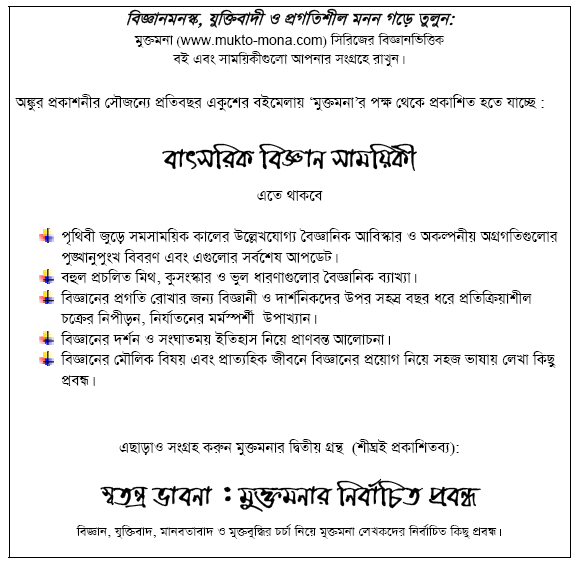 বিজ্ঞানমনস্ক, যুক্তিবাদী ও প্রগতিশীল মনন গড়ে তুলুন:
মুক্তমনা (www.mukto-mona.com) সিরিজের বিজ্ঞানভিত্তিক
বই এবং সাময়িকীগুলো আপনার সংগ্রহে রাখুন।
অঙ্কুর প্রকাশনীর সৌজন্যে প্রতিবছর একুশের বইমেলায় ‘মুক্তমনা’র পক্ষ থেকে প্রকাশিত হতে যাচ্ছে :
বাৎসরিক বিজ্ঞান সাময়িকী
এতে থাকবে
পৃথিবী জুড়ে সমসাময়িক কালের উল্লেখযোগ্য বৈজ্ঞানিক আবিস্কার ও অকল্পনীয় অগ্রগতিগুলোর
পুঙ্খানুপুংখ বিবরণ এবং এগুলোর সর্বশেষ আপডেট।
বহুল প্রচলিত মিথ, কুসংস্কার ও ভুল ধারণাগুলোর বৈজ্ঞানিক ব্যাখ্যা।
বিজ্ঞানের প্রগতি রোখার জন্য বিজ্ঞানী ও দার্শনিকদের উপর সহস্র বছর ধরে প্রতিক্রিয়াশীল
চক্রের নিপীড়ন, নির্যাতনের মর্মস্পর্শী উপাখ্যান।
বিজ্ঞানের দর্শন ও সংঘাতময় ইতিহাস নিয়ে প্রাণবন্ত আলোচনা।
বিজ্ঞানের মৌলিক বিষয় এবং প্রাত্যহিক জীবনে বিজ্ঞানের প্রয়োগ নিয়ে সহজ ভাষায় লেখা কিছু
প্রবন্ধ।
এছাড়াও সংগ্রহ করুন মুক্তমনার দ্বিতীয় গ্রন্থ (শীঘ্রই প্রকাশিতব্য):
স্বতন্ত্র ভাবনা : মুক্তমনার নির্বাচিত প্রবন্ধ
বিজ্ঞান, যুক্তিবাদ, মানবতাবাদ ও মুক্তবুদ্ধির চর্চা নিয়ে মুক্তমনা লেখকদের নির্বাচিত কিছু প্রবন্ধ।